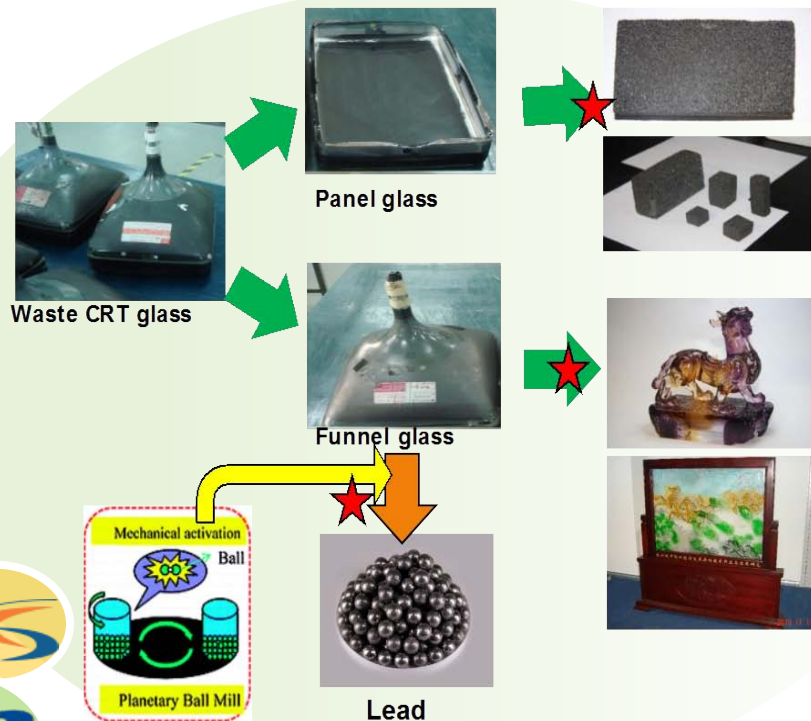 Panel glass
Waste CRT glass
Funnel glass
Mechanical activation
Ball
Planetary Ball Mill
Lead